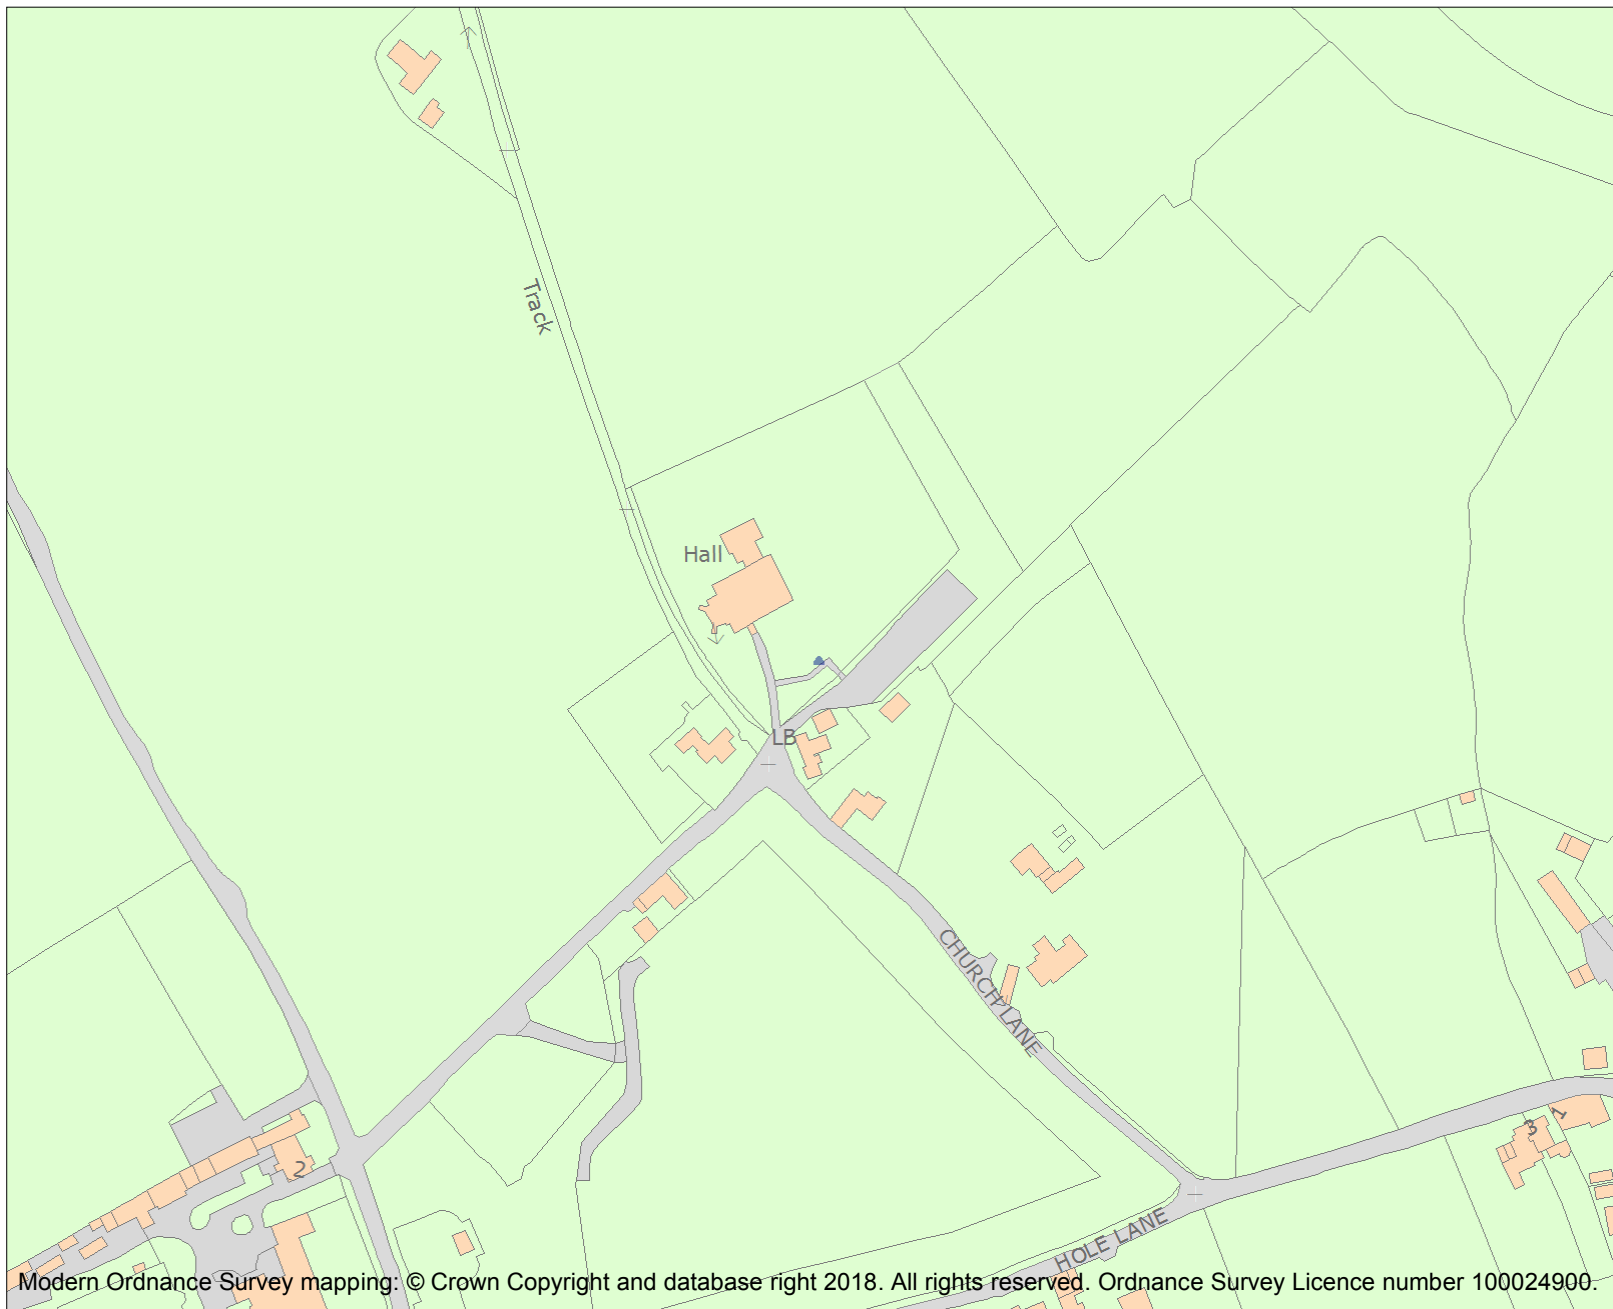 Track
Hall
LB
CHURCH LANE
1
3
2
HOLE LANE
Modern Ordnance Survey mapping: © Crown Copyright and database right 2018. All rights reserved. Ordnance Survey Licence number 100024900.